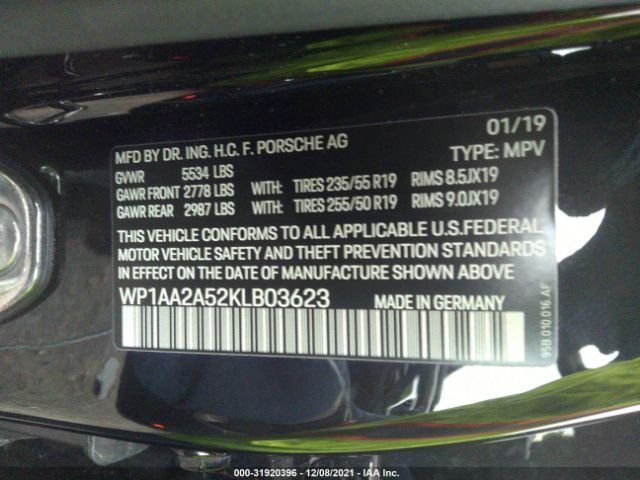 01/19
MFD BY DR. ING. H.C. F. PORSCHE AG TYPE: MPV
GVWR 5534 LBS
GAWR FRONT 2778 LBS WITH: TIRES 235/55 R19 RIMS 8.5JX19
GAWR REAR 2987 LBS WITH: TIRES 255/50 R19 RIMS 9.0JX19
THIS VEHICLE CONFORMS TO ALL APPLICABLE U.S.FEDERAL
MOTOR VEHICLE SAFETY AND THEFT PREVENTION STANDARDS
IN EFFECT ON THE DATE OF MANUFACTURE SHOWN ABOVE
WP1AA2A52KLB03623
95B.010.016.AF
000-31920396 - 12/08/2021 - IAA Inc.